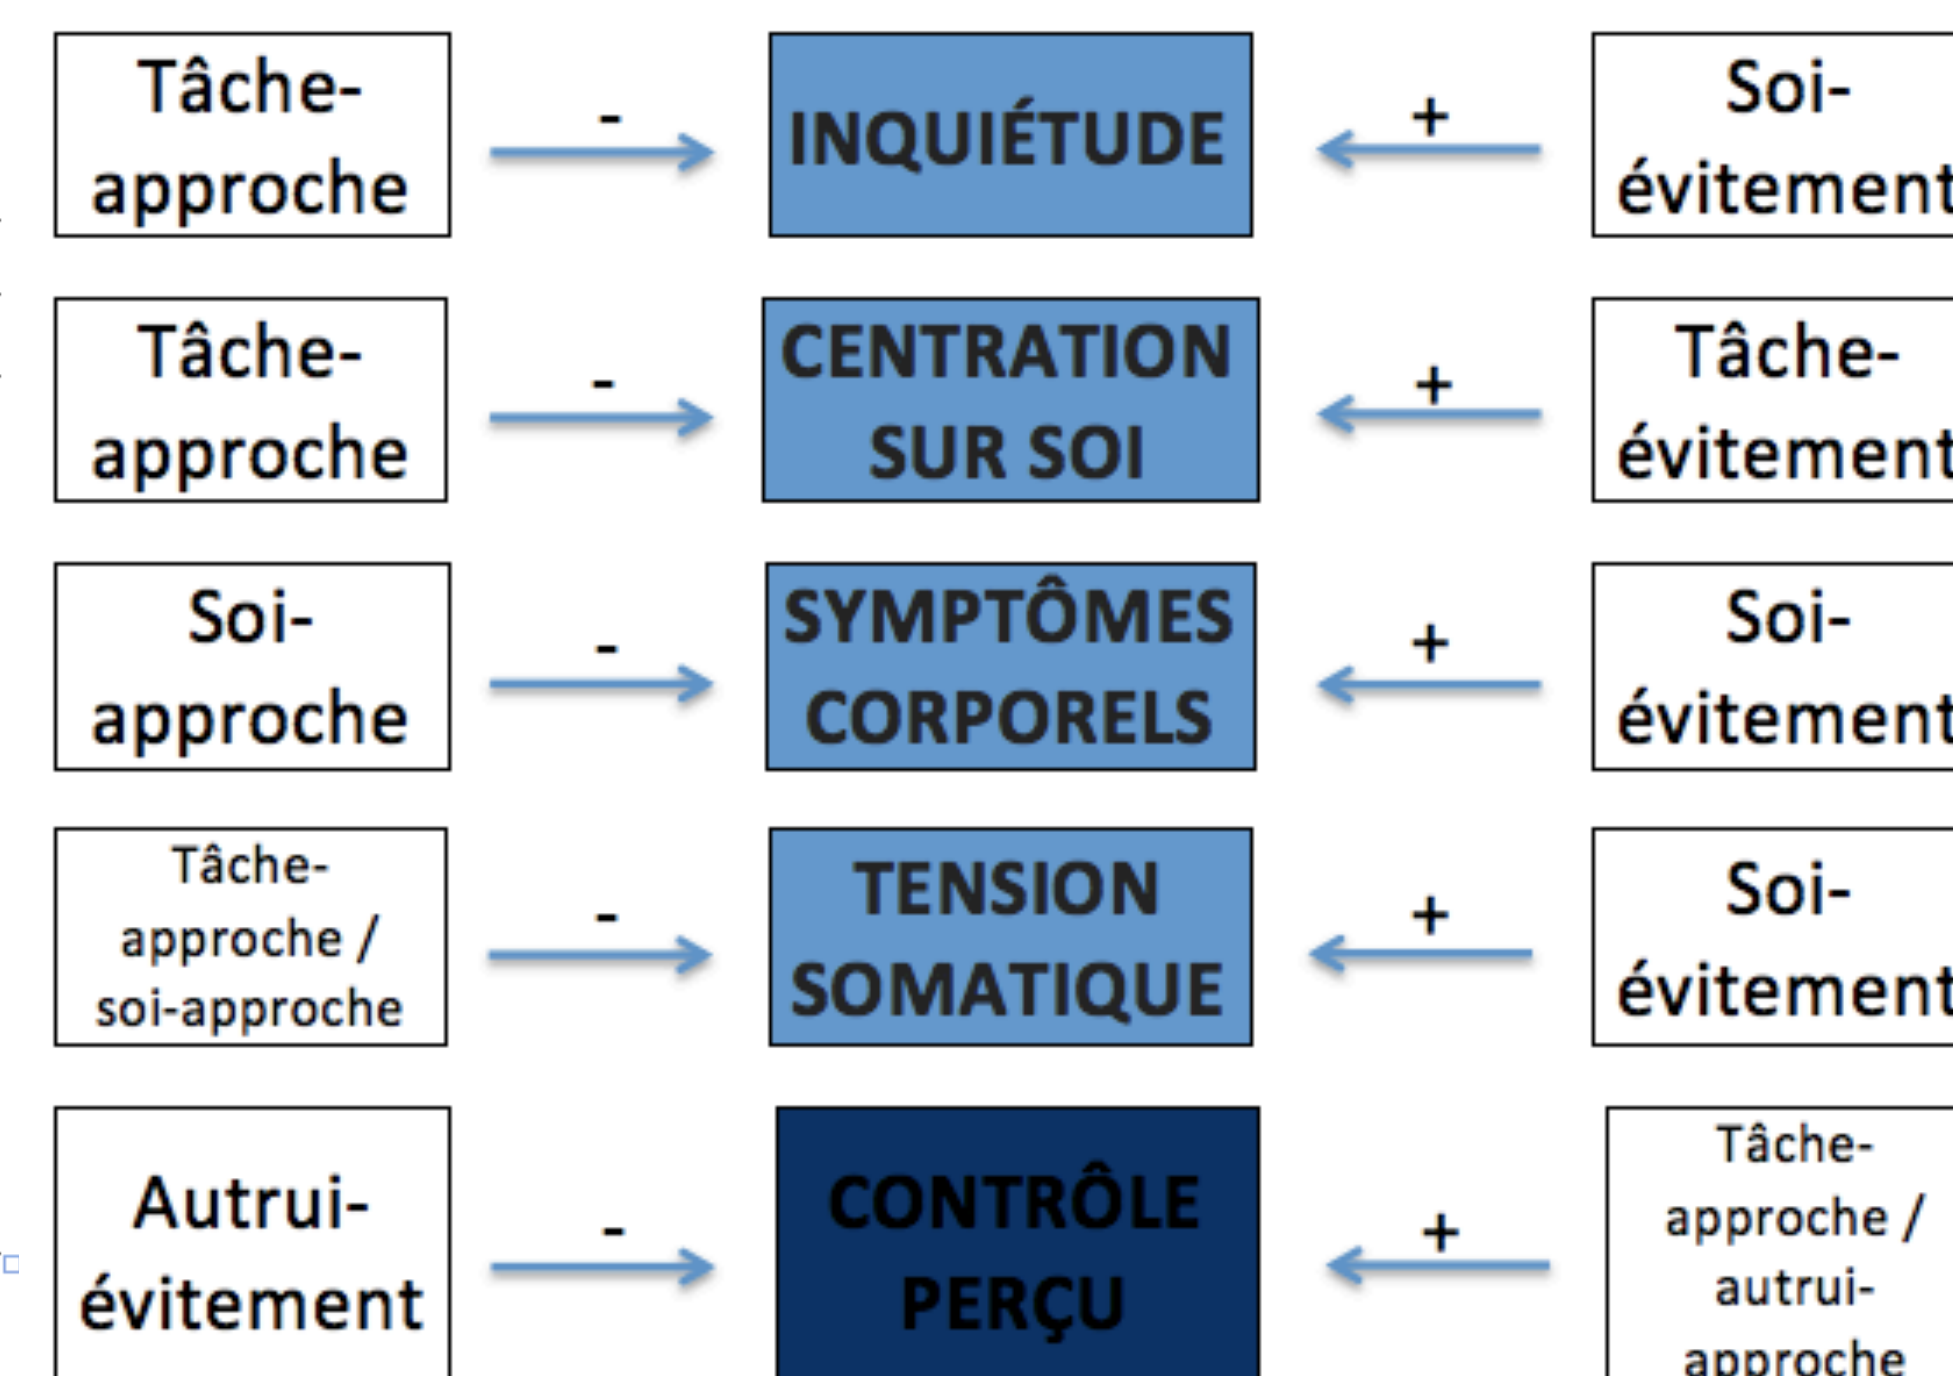 Tâche-
approche
-
INQUIÉTUDE
+
Soi-
évitement
Tâche-
approche
-
CENTRATION
SUR SOI
+
Tâche-
évitement
Soi-
approche
-
SYMPTÔMES
CORPORELS
+
Soi-
évitement
Tâche-
approche /
soi-approche
-
TENSION
SOMATIQUE
+
Soi-
évitement
Autrui-
évitement
-
CONTRÔLE
PERÇU
+
Tâche-
approche /
autrui-
approche